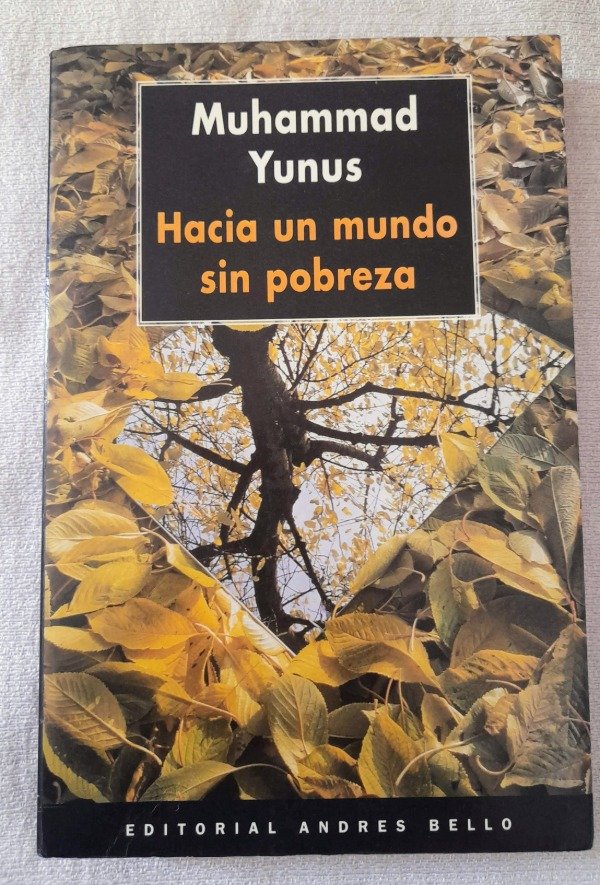 Muhammad
Yunus
Hacia un mundo
sin pobreza
EDITORIAL ANDRES BELLO